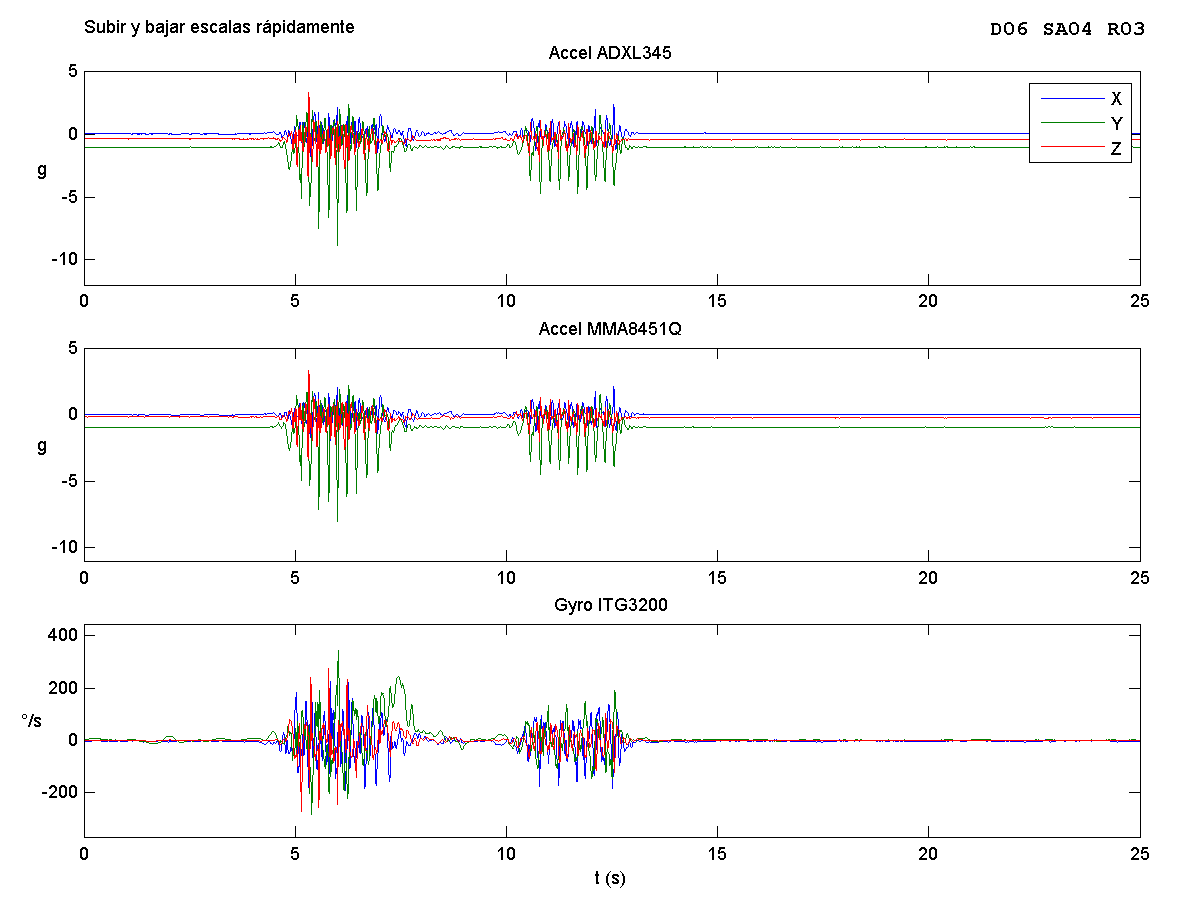 Subir y bajar escalas rápidamente D06 SA04 R03
Accel ADXL345
5
0
-5
-10
g
X
Y
Z
0 5 10 15 20 25
Accel MMA8451Q
5
0
-5
-10
g
0 5 10 15 20 25
Gyro ITG3200
400
200
0
-200
°/s
0 5 10 15 20 25
t (s)